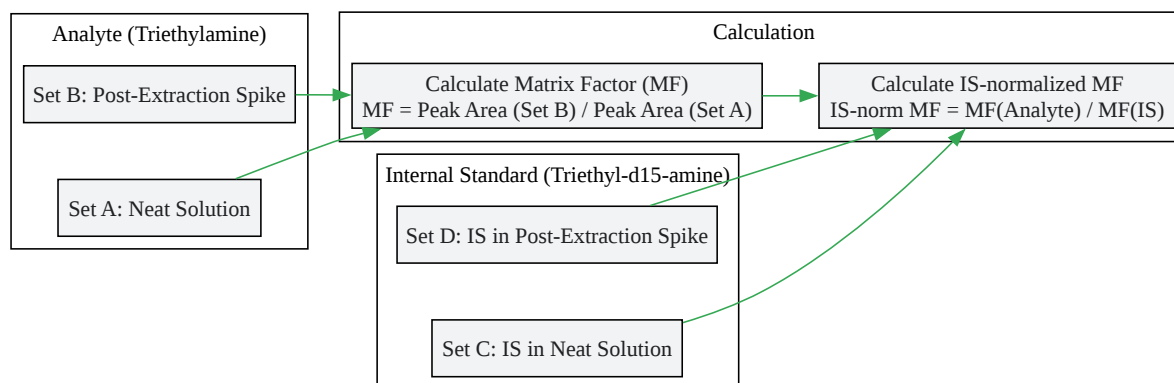 Analyte (Triethylamine)
Set B: Post-Extraction Spike
Set A: Neat Solution
Calculation
Calculate Matrix Factor (MF)
MF = Peak Area (Set B) / Peak Area (Set A)
Calculate IS-normalized MF
IS-norm MF = MF(Analyte) / MF(IS)
Internal Standard (Triethyl-d15-amine)
Set D: IS in Post-Extraction Spike
Set C: IS in Neat Solution